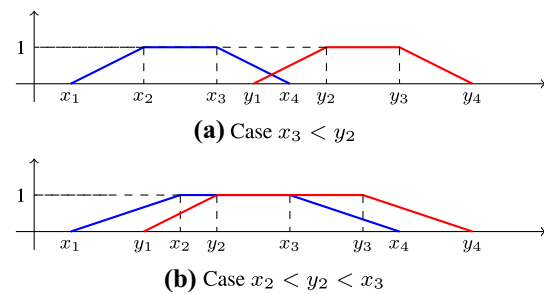 1
x₁ x₂ x₃ y₁ x₄ y₂ y₃ y₄
(a) Case x₃ < y₂
1
x₁ y₁ x₂ y₂ x₃ y₃ x₄ y₄
(b) Case x₂ < y₂ < x₃